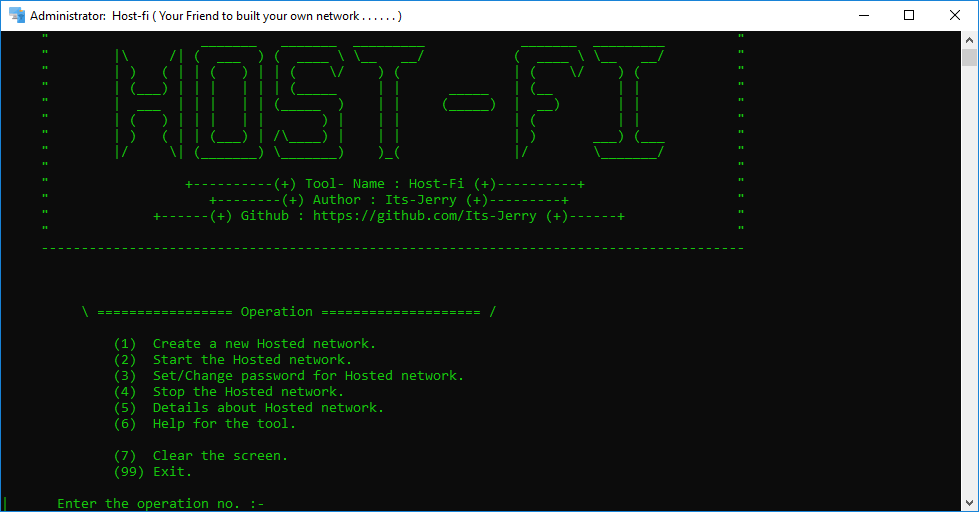 Administrator:  Host-fi ( Your Friend to built your own network . . . . . . )
HOST-FI
+----------(+) Tool- Name : Host-Fi (+)----------+
+--------(+) Author : Its-Jerry (+)---------+
+------(+) Github : https://github.com/Its-Jerry (+)------+
\ ================= Operation ==================== /
(1)  Create a new Hosted network.
(2)  Start the Hosted network.
(3)  Set/Change password for Hosted network.
(4)  Stop the Hosted network.
(5)  Details about Hosted network.
(6)  Help for the tool.
(7)  Clear the screen.
(99) Exit.
Enter the operation no. :-